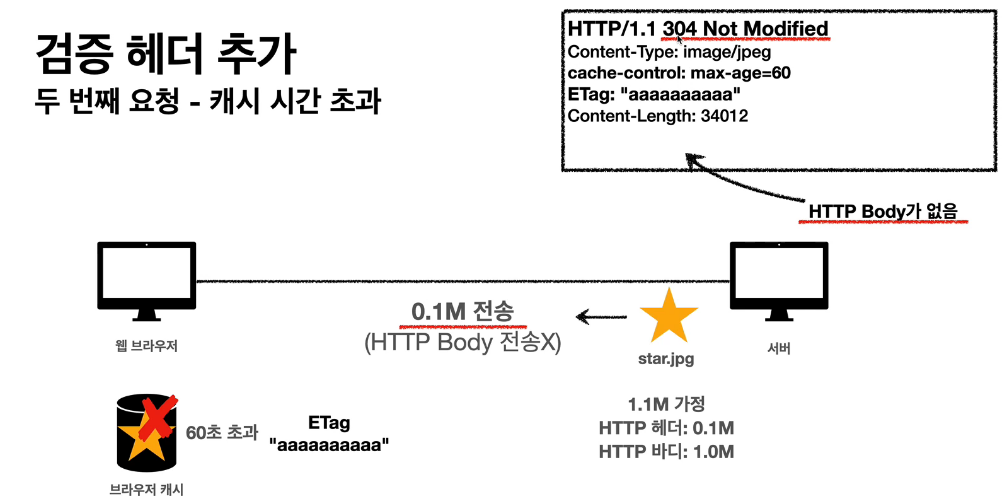 검증 헤더 추가
두 번째 요청 - 캐시 시간 초과
HTTP/1.1 304 Not Modified
Content-Type: image/jpeg
cache-control: max-age=60
ETag: "aaaaaaaaaa"
Content-Length: 34012
HTTP Body가 없음
0.1M 전송
(HTTP Body 전송X)
웹 브라우저
star.jpg
서버
1.1M 가정
HTTP 헤더: 0.1M
HTTP 바디: 1.0M
60초 초과
ETag
"aaaaaaaaaa"
브라우저 캐시